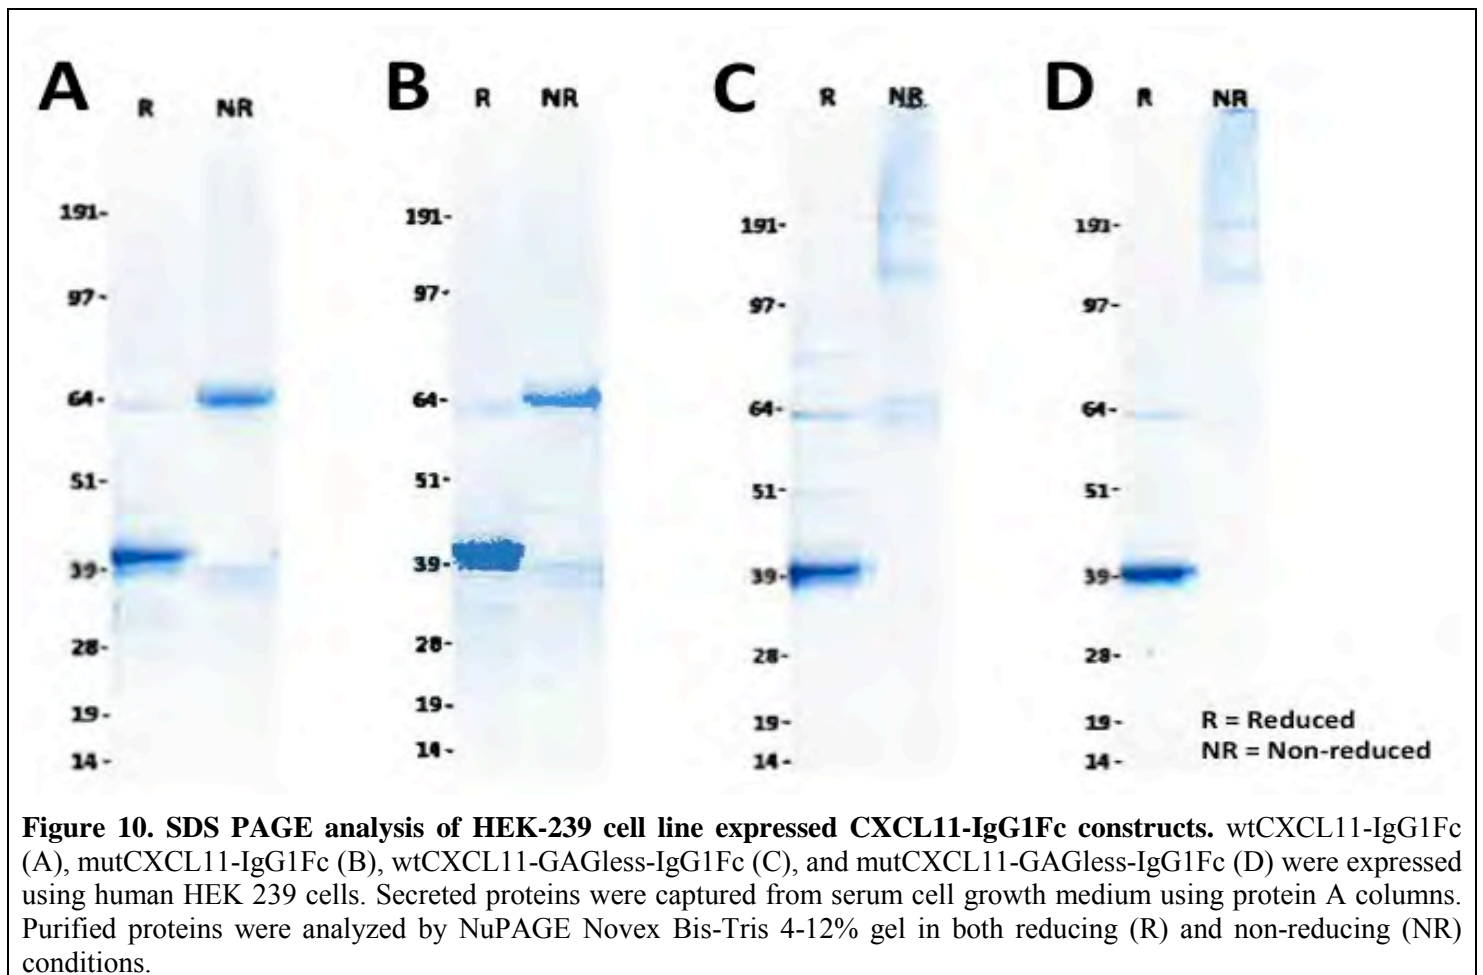 A R NR
191-
97-
64-
51-
39-
28-
19-
14-
B R NR
191-
97-
64-
51-
39-
28-
19-
14-
C R NR
191-
97-
64-
51-
39-
28-
19-
14-
D R NR
191-
97-
64-
51-
39-
28-
19-
14-
R = Reduced
NR = Non-reduced
Figure 10. SDS PAGE analysis of HEK-239 cell line expressed CXCL11-IgG1Fc constructs. wtCXCL11-IgG1Fc
(A), mutCXCL11-IgG1Fc (B), wtCXCL11-GAGless-IgG1Fc (C), and mutCXCL11-GAGless-IgG1Fc (D) were expressed
using human HEK 239 cells. Secreted proteins were captured from serum cell growth medium using protein A columns.
Purified proteins were analyzed by NuPAGE Novex Bis-Tris 4-12% gel in both reducing (R) and non-reducing (NR)
conditions.